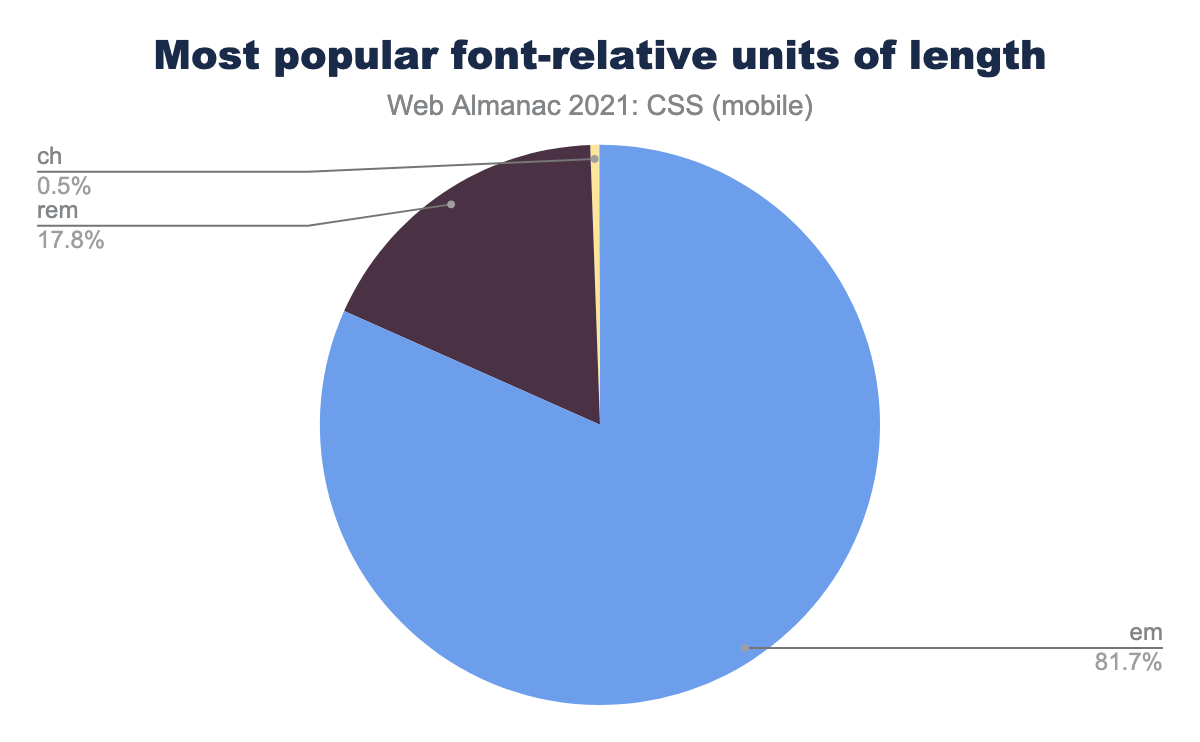 Most popular font-relative units of length
Web Almanac 2021: CSS (mobile)
ch
0.5%
rem
17.8%
em
81.7%